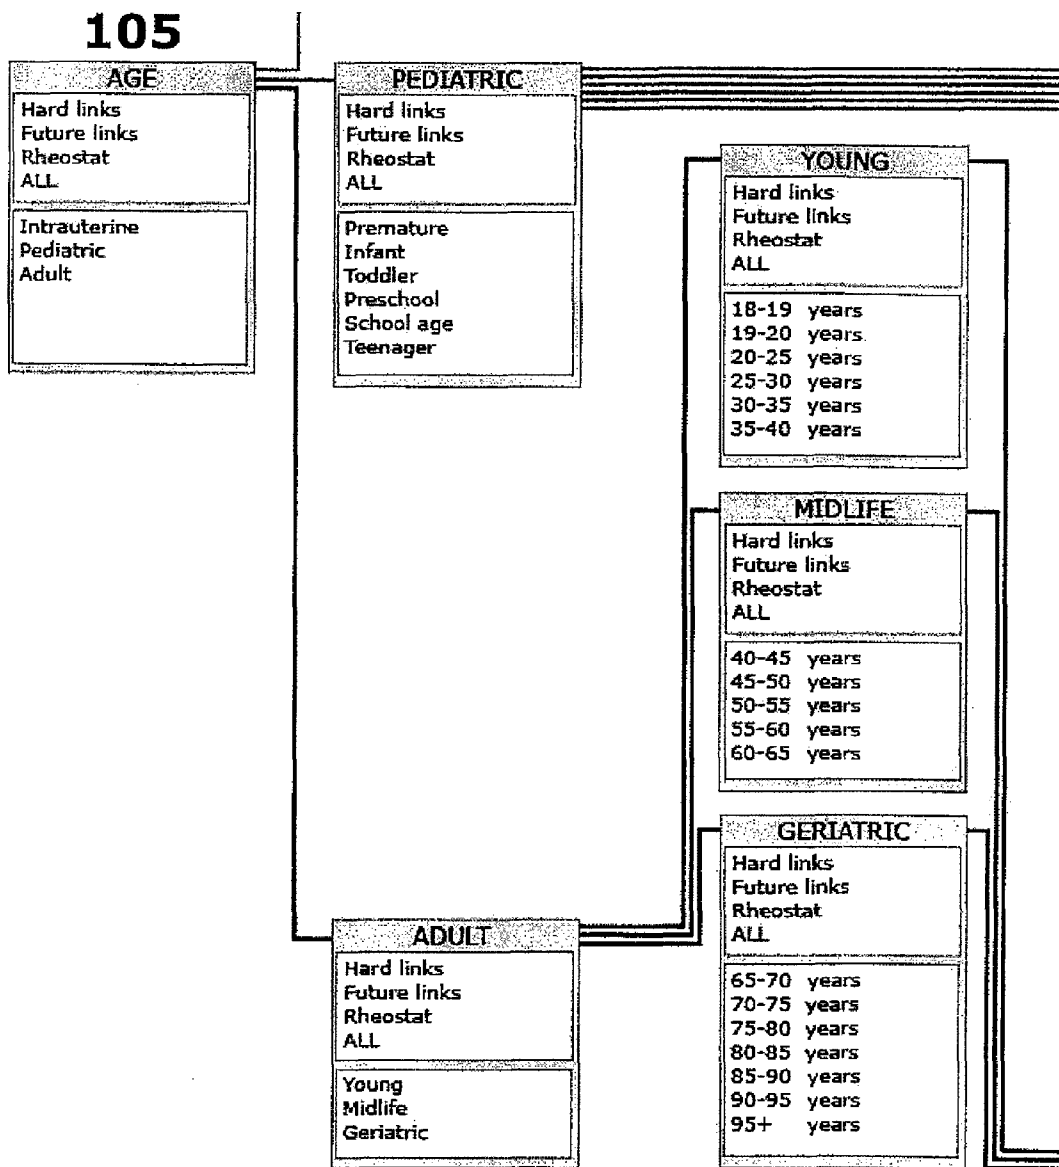 105
AGE
Hard links
Future links
Rheostat
ALL
Intrauterine
Pediatric
Adult
PEDIATRIC
Hard links
Future links
Rheostat
ALL
Premature
Infant
Toddler
Preschool
School age
Teenager
YOUNG
Hard links
Future links
Rheostat
ALL
18-19 years
19-20 years
20-25 years
25-30 years
30-35 years
35-40 years
MIDLIFE
Hard links
Future links
Rheostat
ALL
40-45 years
45-50 years
50-55 years
55-60 years
60-65 years
ADULT
Hard links
Future links
Rheostat
ALL
Young
Midlife
Geriatric
GERIATRIC
Hard links
Future links
Rheostat
ALL
65-70 years
70-75 years
75-80 years
80-85 years
85-90 years
90-95 years
95+ years